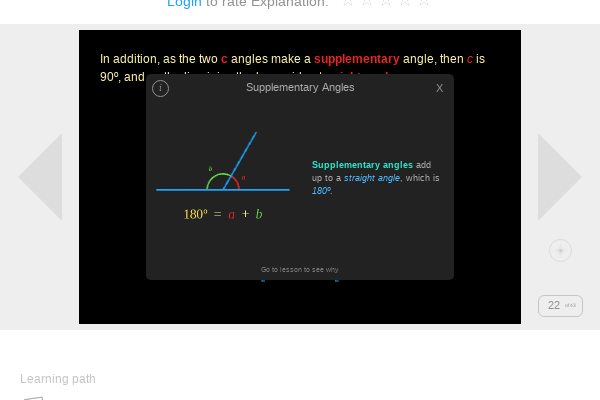 Login to rate Explanation: ☆ ☆ ☆ ☆ ☆
In addition, as the two c angles make a supplementary angle, then c is
90º, and
i Supplementary Angles X
b
a
Supplementary angles add
up to a straight angle, which is
180º.
180º = a + b
Go to lesson to see why
22
Learning path